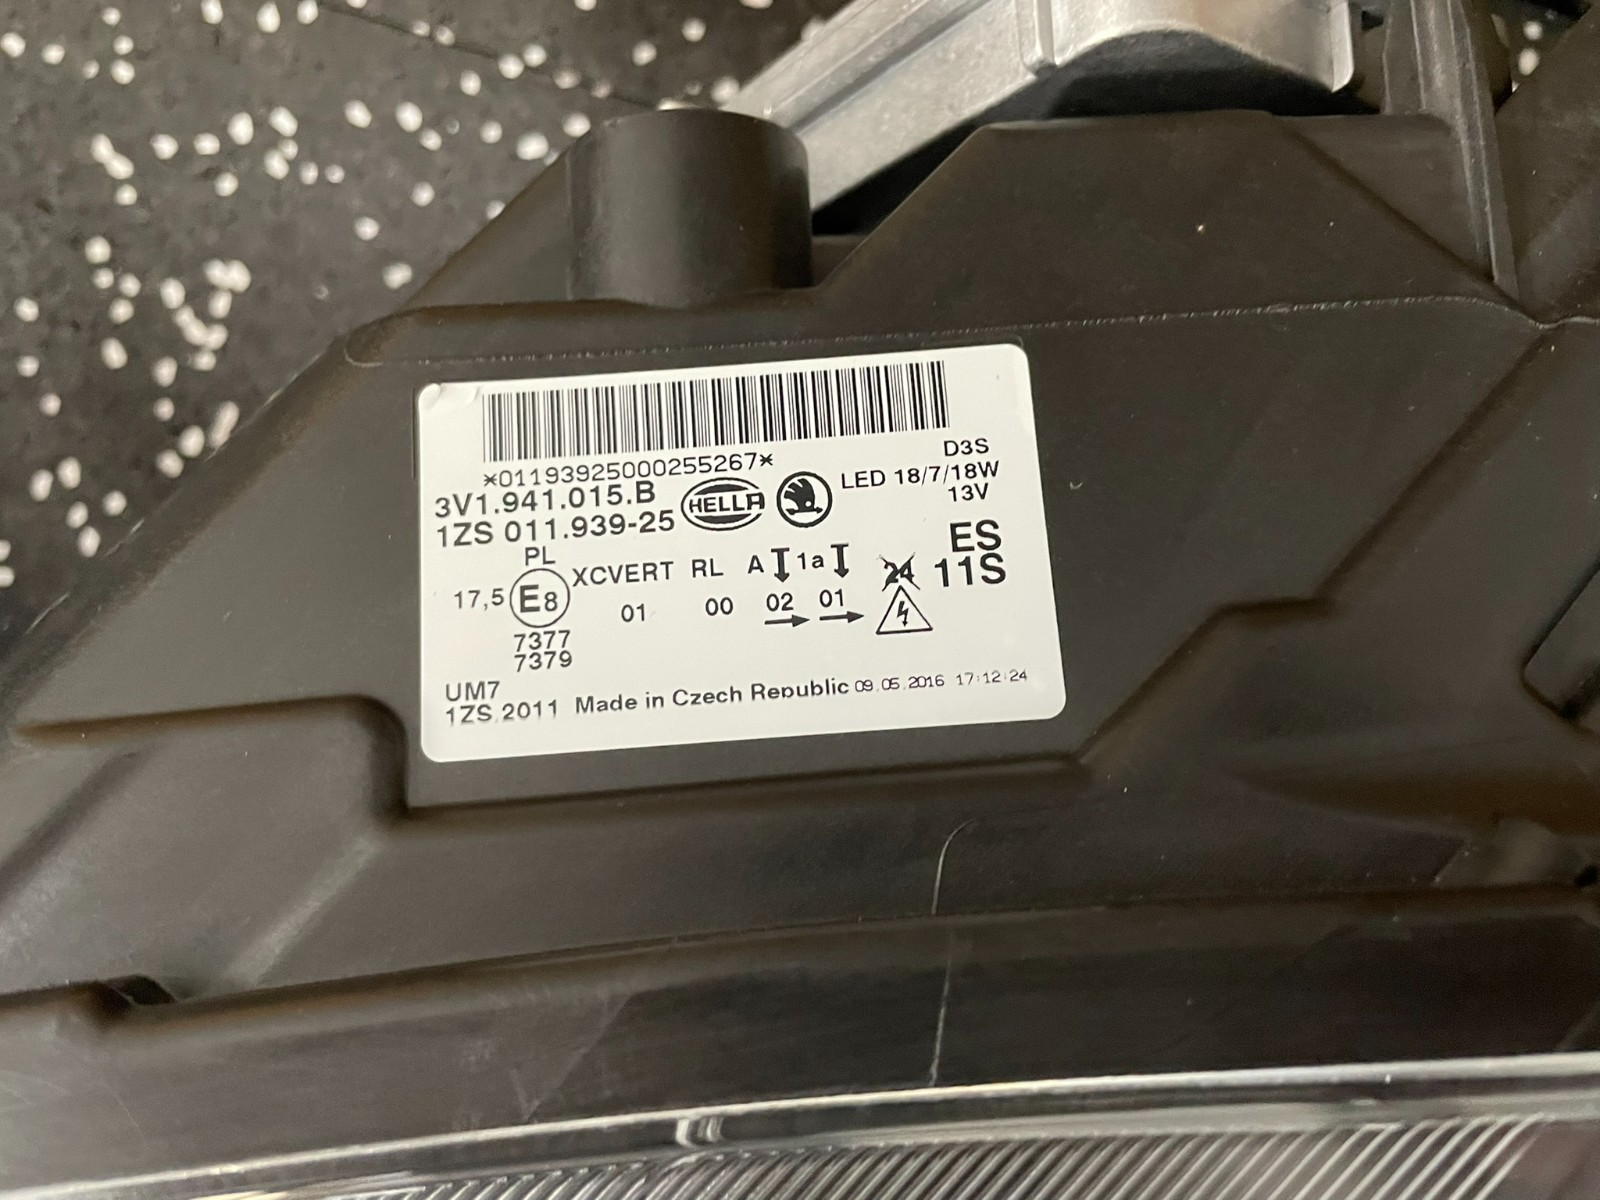 *01193925000255267*
3V1.941.015.B
1ZS 011.939-25
HELLA
D3S
LED 18/7/18W
13V
ES
11S
PL
17,5 E8 XCVERT RL A 1a 24
01 00 02 01
7377
7379
UM7
1ZS.2011 Made in Czech Republic 09.05.2016 17:12:24